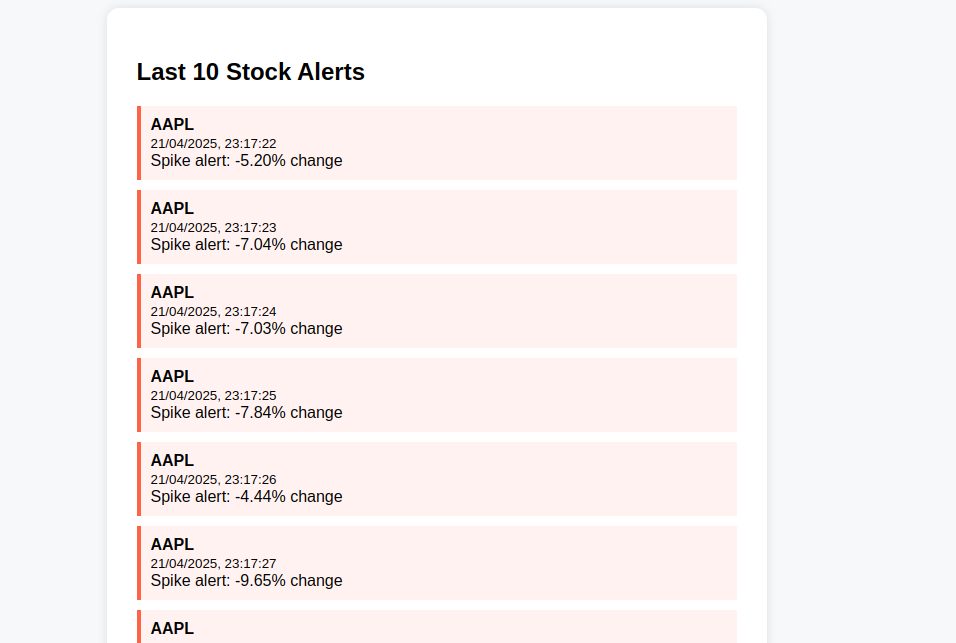 Last 10 Stock Alerts
AAPL
21/04/2025, 23:17:22
Spike alert: -5.20% change
AAPL
21/04/2025, 23:17:23
Spike alert: -7.04% change
AAPL
21/04/2025, 23:17:24
Spike alert: -7.03% change
AAPL
21/04/2025, 23:17:25
Spike alert: -7.84% change
AAPL
21/04/2025, 23:17:26
Spike alert: -4.44% change
AAPL
21/04/2025, 23:17:27
Spike alert: -9.65% change
AAPL